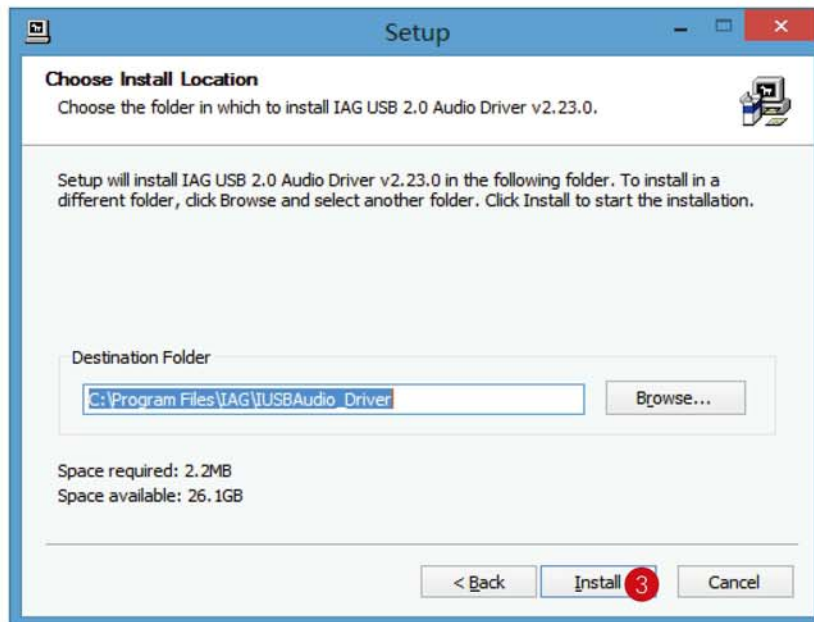 Setup
Choose Install Location
Choose the folder in which to install IAG USB 2.0 Audio Driver v2.23.0.
Setup will install IAG USB 2.0 Audio Driver v2.23.0 in the following folder. To install in a
different folder, click Browse and select another folder. Click Install to start the installation.
Destination Folder
C:\Program Files\IAG\IUSBAudio_Driver
Browse...
Space required: 2.2MB
Space available: 26.1GB
< Back
Install
3
Cancel